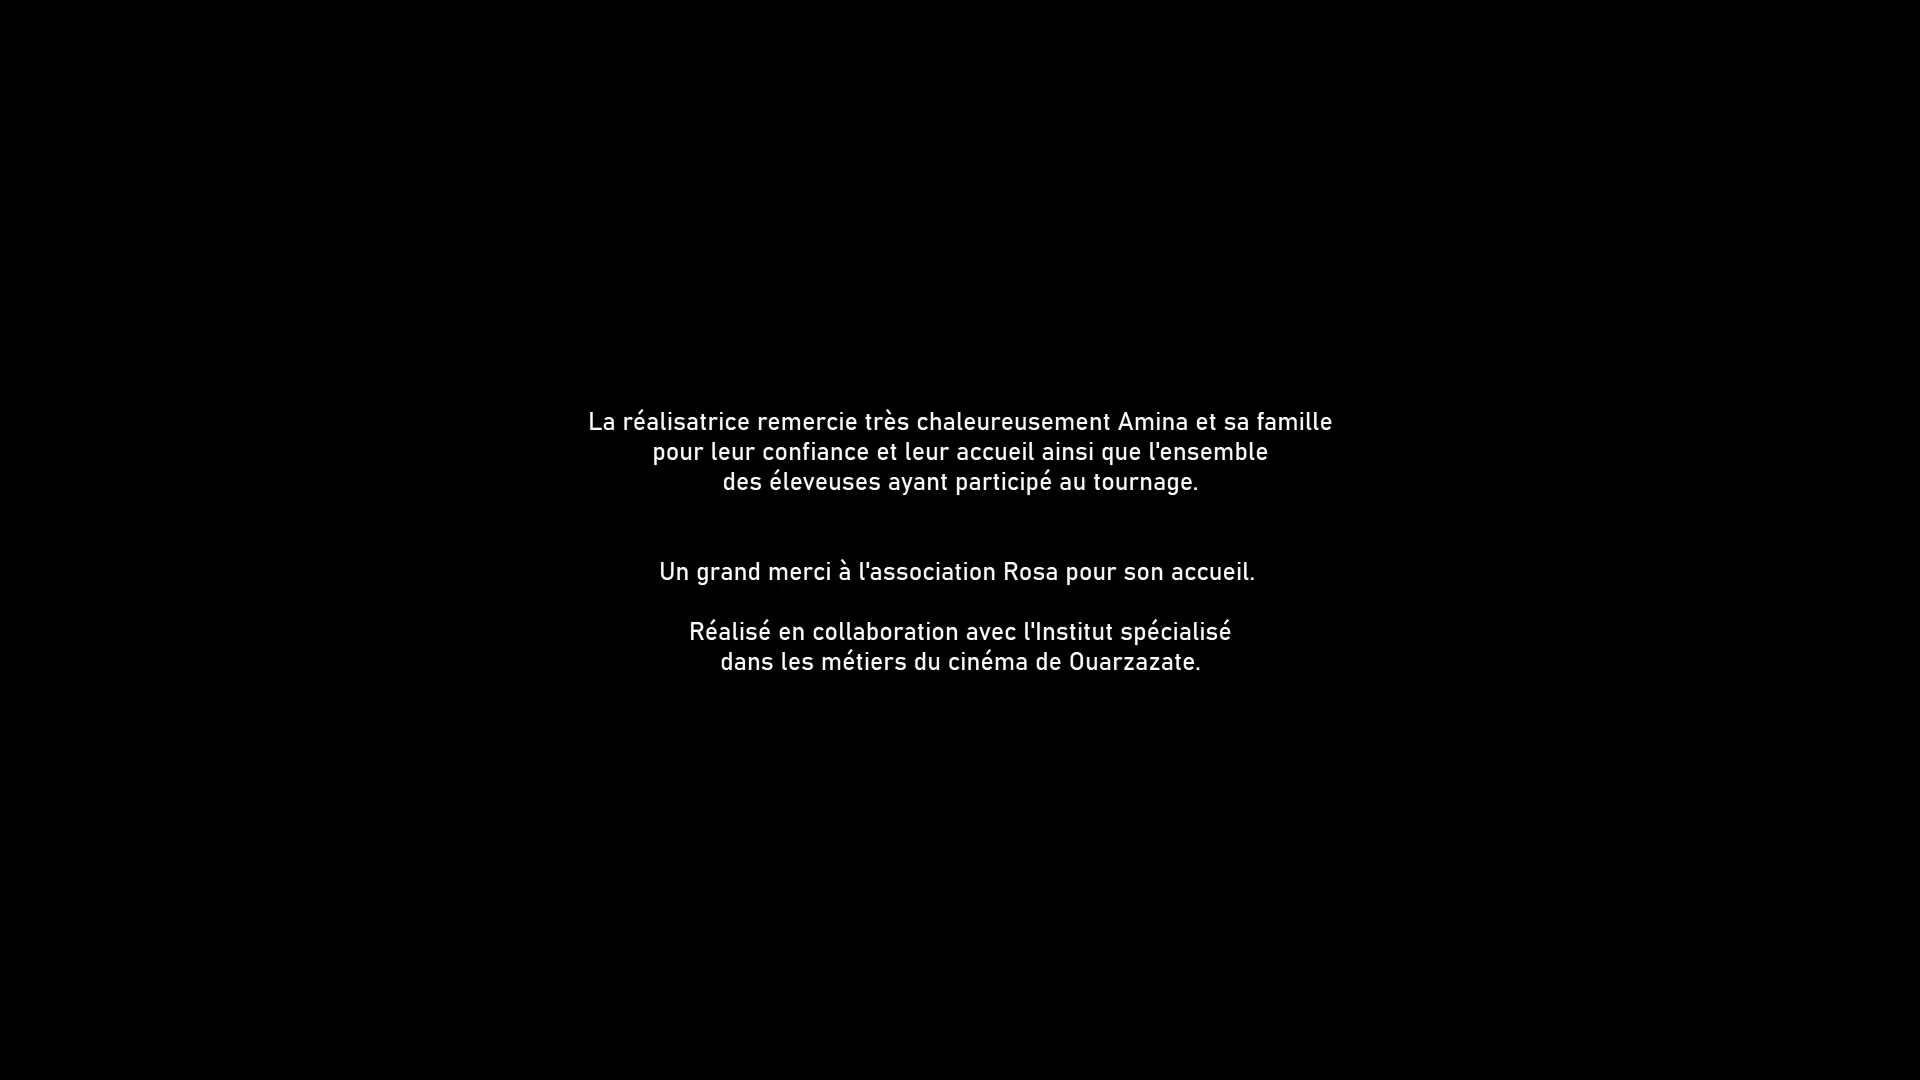 La réalisatrice remercie très chaleureusement Amina et sa famille
pour leur confiance et leur accueil ainsi que l'ensemble
des éleveuses ayant participé au tournage.
Un grand merci à l'association Rosa pour son accueil.
Réalisé en collaboration avec l'Institut spécialisé
dans les métiers du cinéma de Ouarzazate.